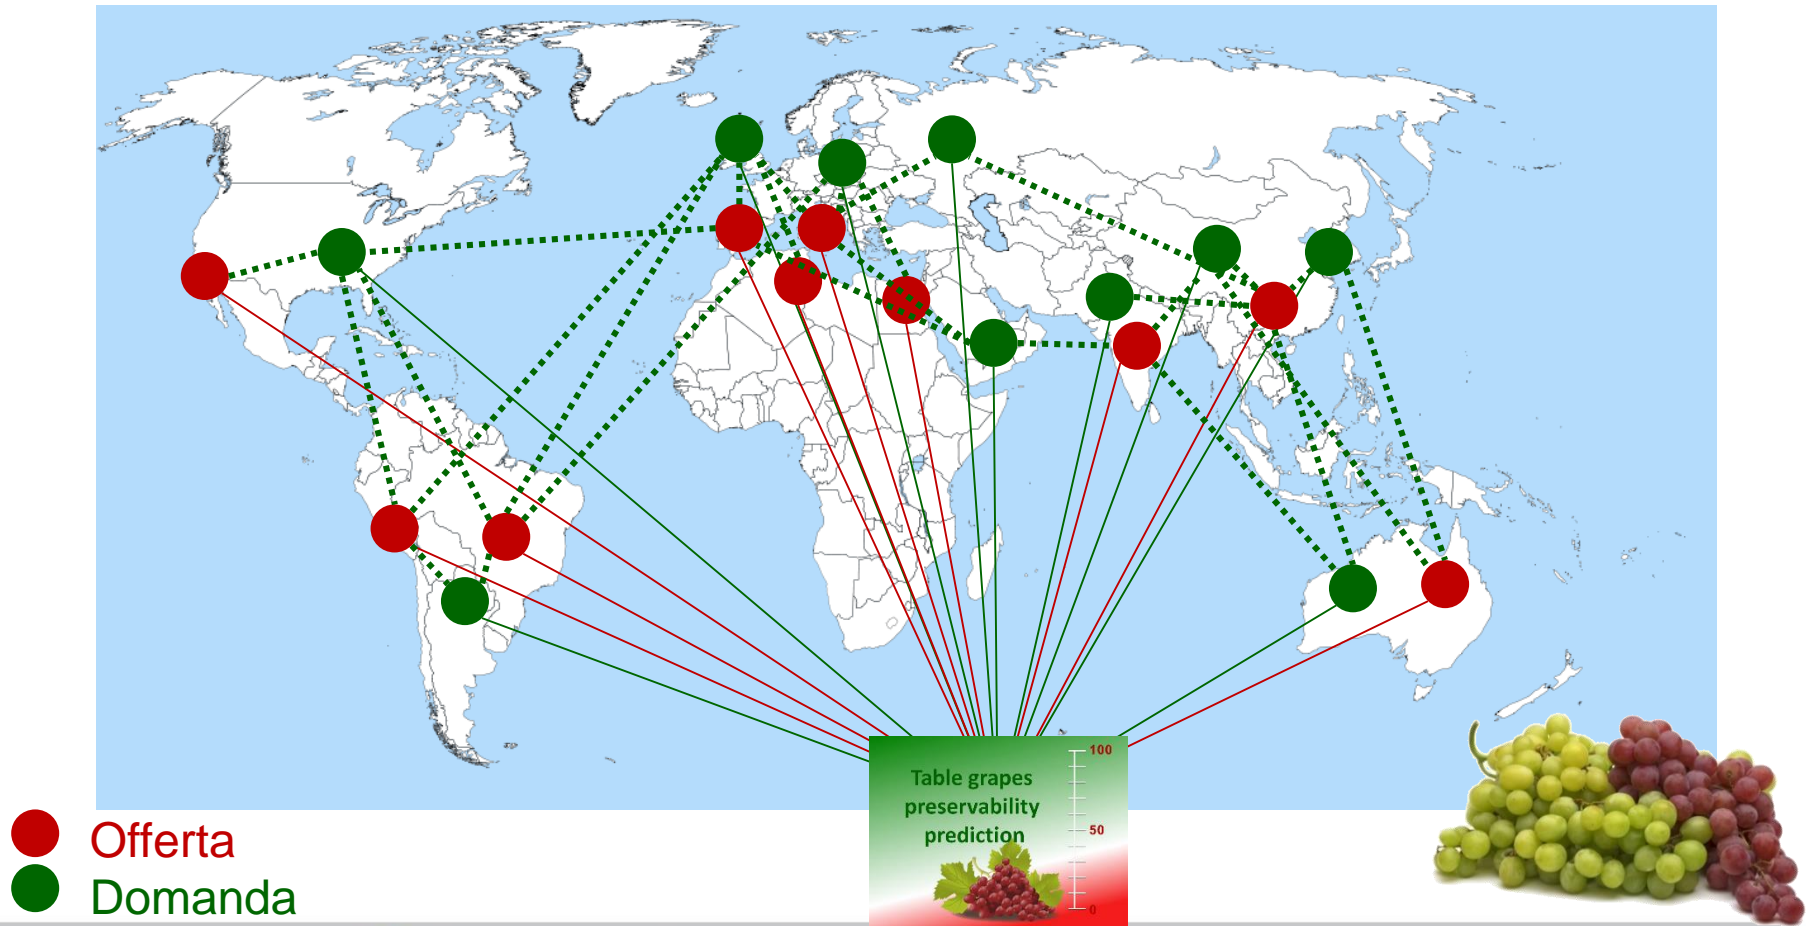 Table grapes
preservability
prediction
100
50
0
Offerta
Domanda